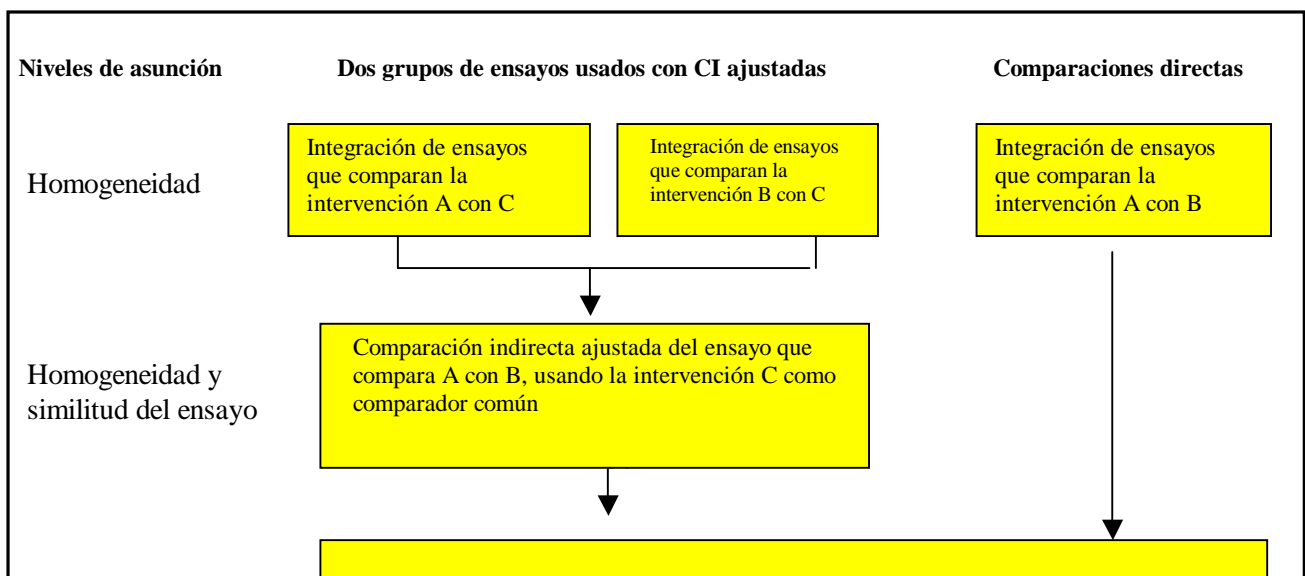 Niveles de asunción
Dos grupos de ensayos usados con CI ajustadas
Comparaciones directas
Homogeneidad
Integración de ensayos
que comparan la
intervención A con C
Integración de ensayos
que comparan la
intervención B con C
Integración de ensayos
que comparan la
intervención A con B
Homogeneidad y
similitud del ensayo
Comparación indirecta ajustada del ensayo que
compara A con B, usando la intervención C como
comparador común